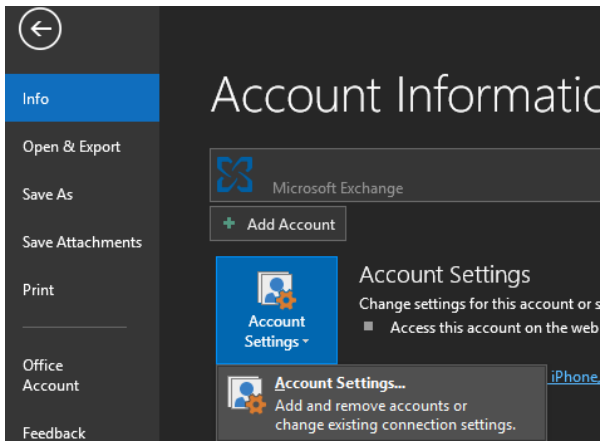 Info
Open & Export
Save As
Save Attachments
Print
Office
Account
Feedback
Account Informatio
Microsoft Exchange
+ Add Account
Account
Settings
Account Settings
Change settings for this account or s
Access this account on the web
iPhone,
Account Settings...
Add and remove accounts or
change existing connection settings.